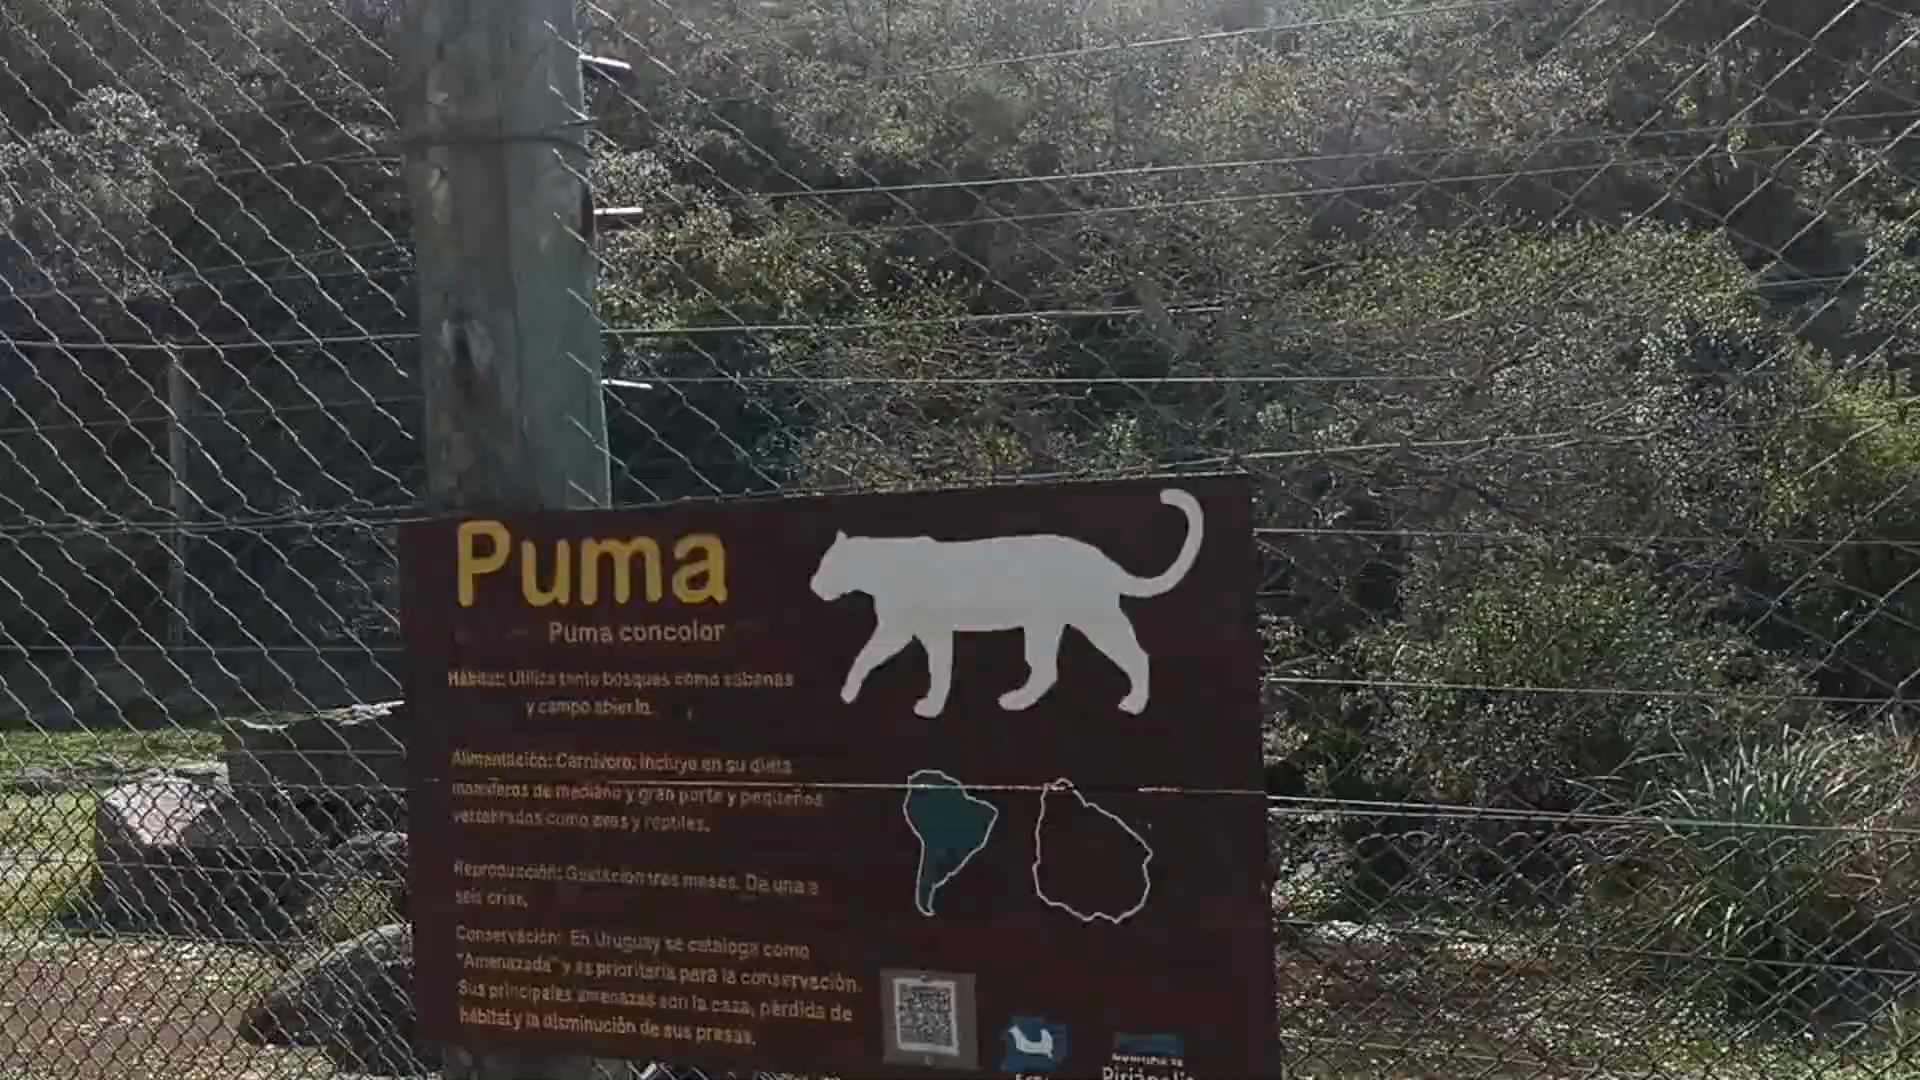 Puma
Puma concolor
Hábitat: Utiliza tanto bosques como sabanas
y campo abierto.
Alimentación: Carnívoro. Incluye en su dieta
mamíferos de mediano y gran porte y pequeños
vertebrados como aves y reptiles.
Reproducción: Gestación tres meses. De una a
seis crías.
Conservación: En Uruguay se cataloga como
"Amenazada" y es prioritaria para la conservación.
Sus principales amenazas son la caza, pérdida de
hábitat y la disminución de sus presas.
Piriápolis